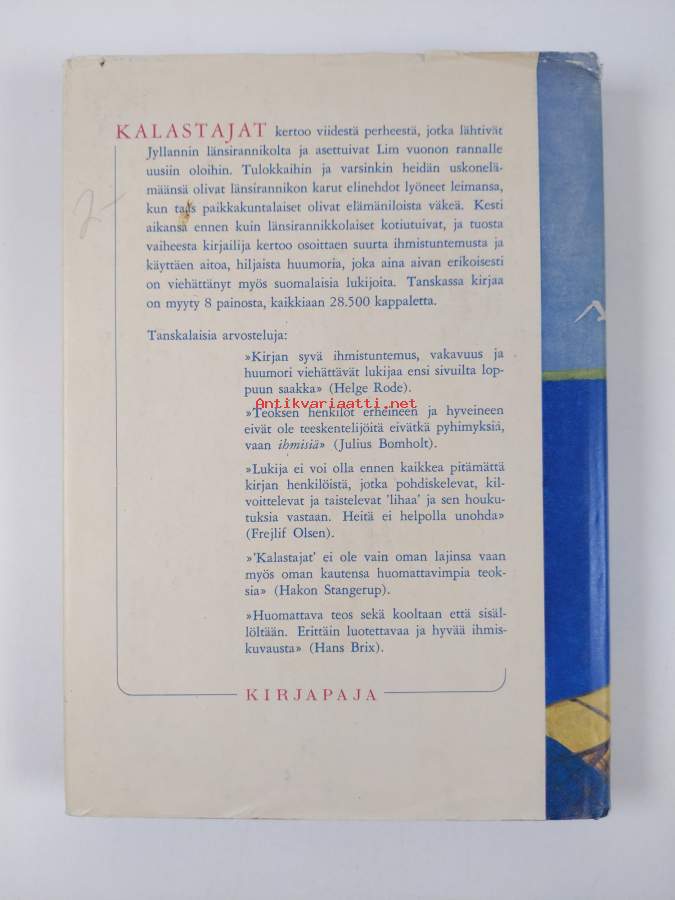 KALASTAJAT kertoo viidestä perheestä, jotka lähtivät
Jyllannin länsirannikolta ja asettuivat Lim vuonon rannalle
uusiin oloihin. Tulokkaihin ja varsinkin heidän uskonelä-
määnsä olivat länsirannikon karut elinehdot lyöneet leimansa,
kun taas paikkakuntalaiset olivat elämäniloista väkeä. Kesti
aikansa ennen kuin länsirannikkolaiset kotiutuivat, ja tuosta
vaiheesta kirjailija kertoo osoittaen suurta ihmistuntemusta ja
käyttäen aitoa, hiljaista huumoria, joka aina aivan erikoisesti
on viehättänyt myös suomalaisia lukijoita. Tanskassa kirjaa
on myyty 8 painosta, kaikkiaan 28.500 kappaletta.
Tanskalaisia arvosteluja:
»Kirjan syvä ihmistuntemus, vakavuus ja
huumori viehättävät lukijaa ensi sivuilta lop-
puun saakka» (Helge Rode).
Antikvariaatti.net
»Teoksen henkilöt erheineen ja hyveineen
eivät ole teeskentelijöitä eivätkä pyhimyksiä,
vaan ihmisiä» (Julius Bomholt).
»Lukija ei voi olla ennen kaikkea pitämättä
kirjan henkilöistä, jotka pohdiskelevat, kil-
voittelevat ja taistelevat 'lihaa' ja sen houku-
tuksia vastaan. Heitä ei helpolla unohda»
(Frejlif Olsen).
»'Kalastajat' ei ole vain oman lajinsa vaan
myös oman kautensa huomattavimpia teok-
sia» (Hakon Stangerup).
»Huomattava teos sekä kooltaan että sisäl-
löltään. Erittäin luotettavaa ja hyvää ihmis-
kuvausta» (Hans Brix).
KIRJAPAJA
2-